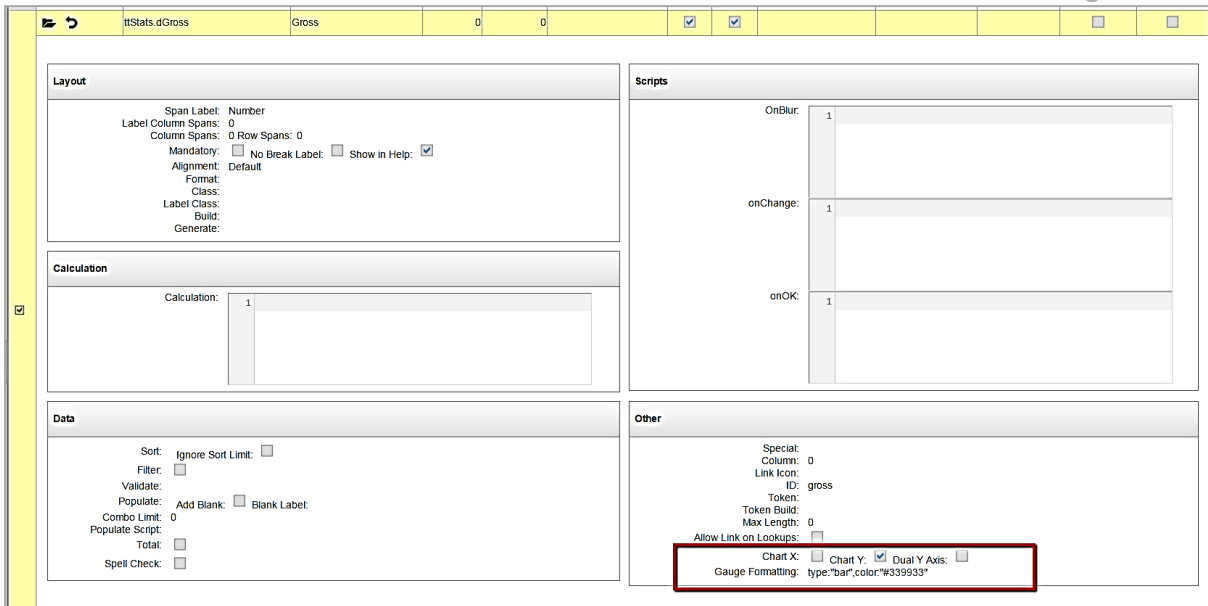 ttStats.dGross Gross 0 0
Layout
Span Label: Number
Label Column Spans: 0
Column Spans: 0 Row Spans: 0
Mandatory: No Break Label: Show in Help:
Alignment: Default
Format:
Class:
Label Class:
Build:
Generate:
Calculation
Calculation: 1
Data
Sort: Ignore Sort Limit:
Filter:
Validate:
Populate: Add Blank: Blank Label:
Combo Limit: 0
Populate Script:
Total:
Spell Check:
Scripts
OnBlur: 1
onChange: 1
onOK: 1
Other
Special:
Column: 0
Link Icon:
ID: gross
Token:
Token Build:
Max Length: 0
Allow Link on Lookups:
Chart X: Chart Y: Dual Y Axis:
Gauge Formatting: type:"bar",color:"#339933"